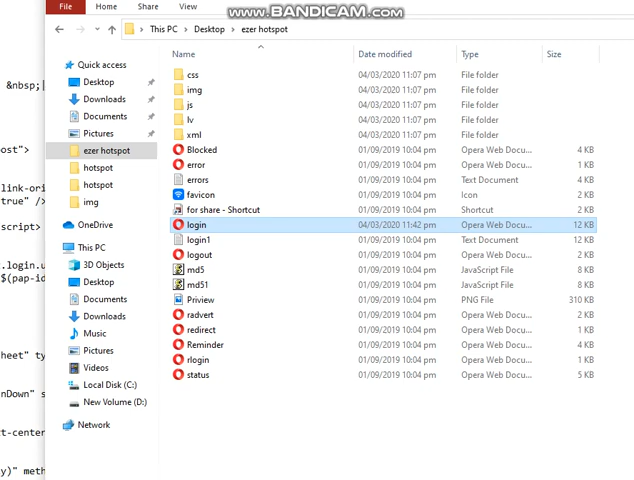 www.BANDICAM.com
File Home Share View
This PC > Desktop > ezer hotspot
Name Date modified Type Size
Quick access
Desktop
Downloads
Documents
Pictures
ezer hotspot
hotspot
hotspot
img
OneDrive
This PC
3D Objects
Desktop
Documents
Downloads
Music
Pictures
Videos
Local Disk (C:)
New Volume (D:)
Network
css 04/03/2020 11:07 pm File folder
img 04/03/2020 11:07 pm File folder
js 04/03/2020 11:07 pm File folder
lv 04/03/2020 11:07 pm File folder
xml 04/03/2020 11:07 pm File folder
Blocked 01/09/2019 10:04 pm Opera Web Docu... 4 KB
error 01/09/2019 10:04 pm Opera Web Docu... 1 KB
errors 01/09/2019 10:04 pm Text Document 4 KB
favicon 01/09/2019 10:04 pm Icon 2 KB
for share - Shortcut 01/09/2019 10:04 pm Shortcut 2 KB
login 04/03/2020 11:42 pm Opera Web Docu... 12 KB
login1 01/09/2019 10:04 pm Text Document 12 KB
logout 01/09/2019 10:04 pm Opera Web Docu... 2 KB
md5 01/09/2019 10:04 pm JavaScript File 8 KB
md51 01/09/2019 10:04 pm JavaScript File 8 KB
Priview 01/09/2019 10:04 pm PNG File 310 KB
radvert 01/09/2019 10:04 pm Opera Web Docu... 2 KB
redirect 01/09/2019 10:04 pm Opera Web Docu... 1 KB
Reminder 01/09/2019 10:04 pm Opera Web Docu... 4 KB
rlogin 01/09/2019 10:04 pm Opera Web Docu... 1 KB
status 01/09/2019 10:04 pm Opera Web Docu... 5 KB
&nbsp;|
ost">
link-ori
true" />
script>
.login.u
$(pap-id
sheet" ty
nDown" s
ct-center
y)" meth